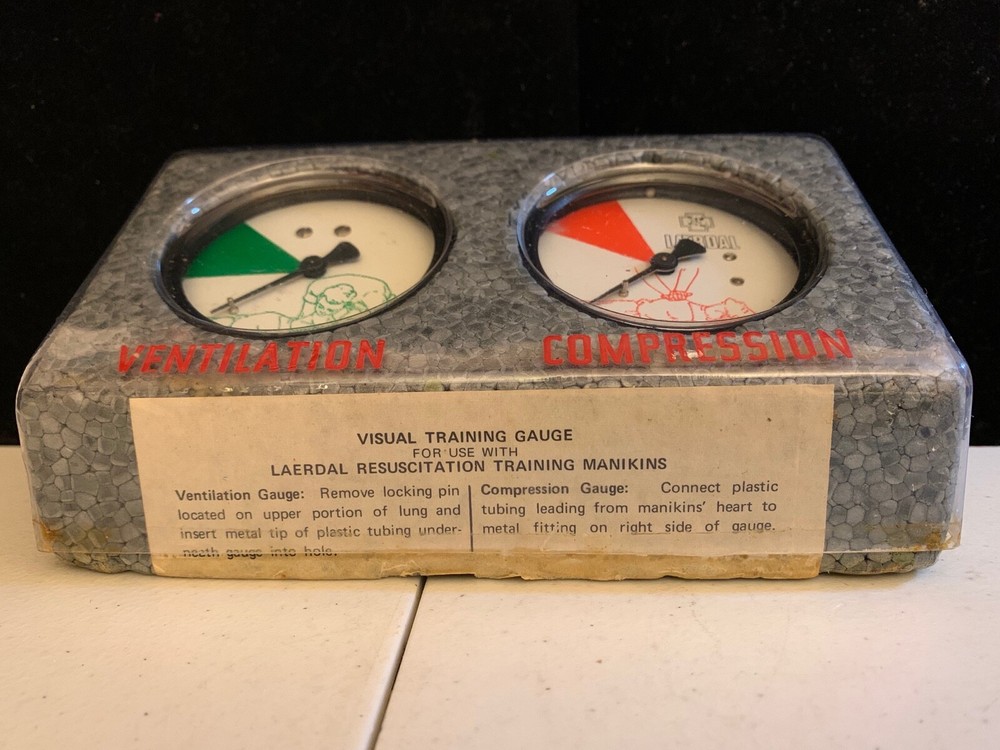 LAERDAL
VENTILATION
COMPRESSION
VISUAL TRAINING GAUGE
FOR USE WITH
LAERDAL RESUSCITATION TRAINING MANIKINS
Ventilation Gauge: Remove locking pin
located on upper portion of lung and
insert metal tip of plastic tubing under-
neath gauge into hole.
Compression Gauge: Connect plastic
tubing leading from manikins' heart to
metal fitting on right side of gauge.